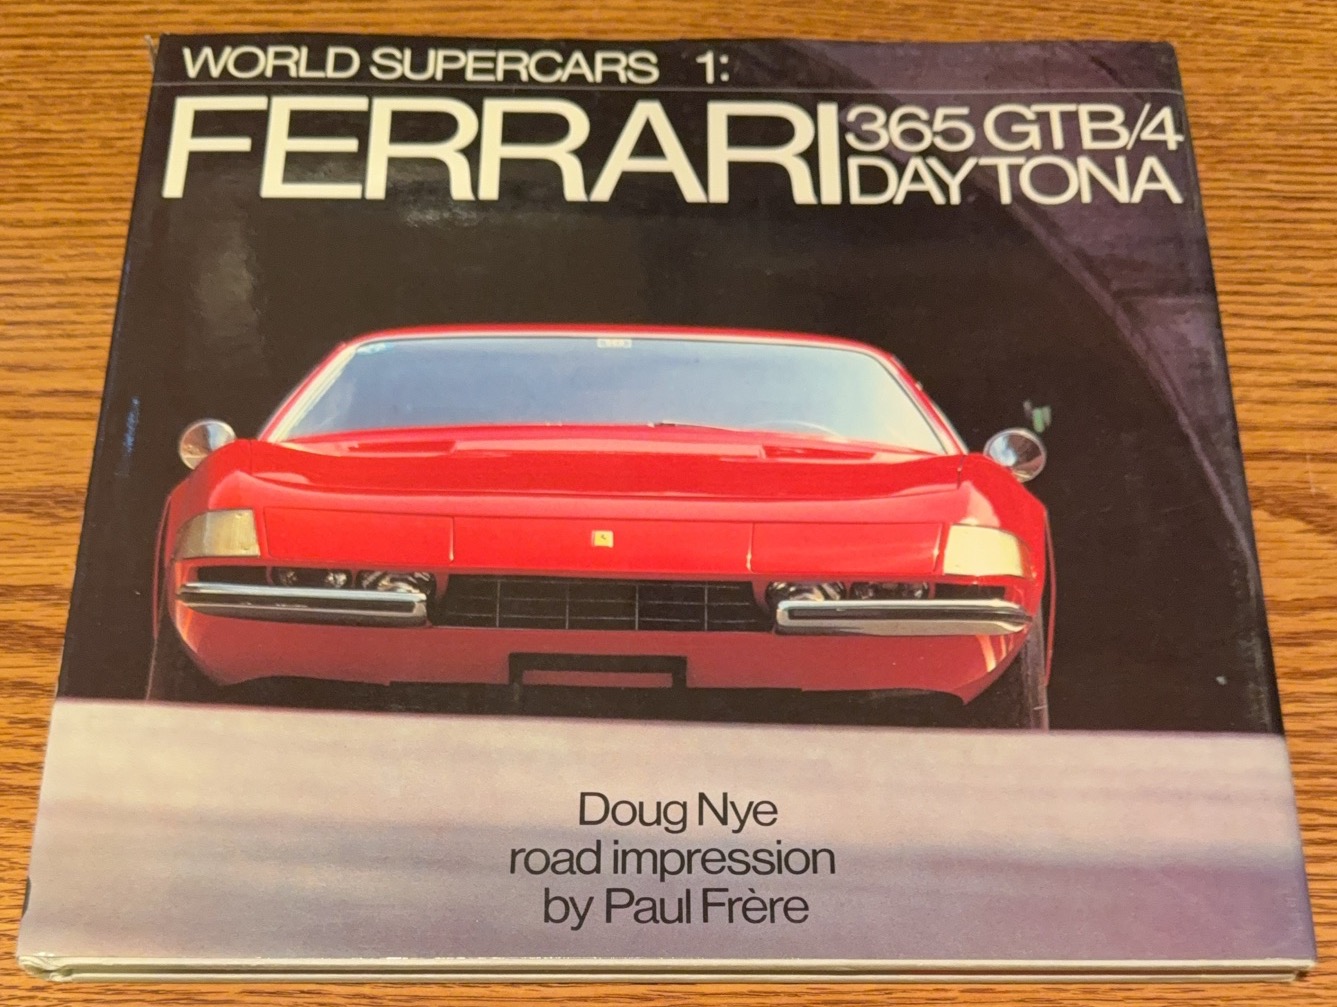 WORLD SUPERCARS 1:
FERRARI 365 GTB/4
DAYTONA
Doug Nye
road impression
by Paul Frère